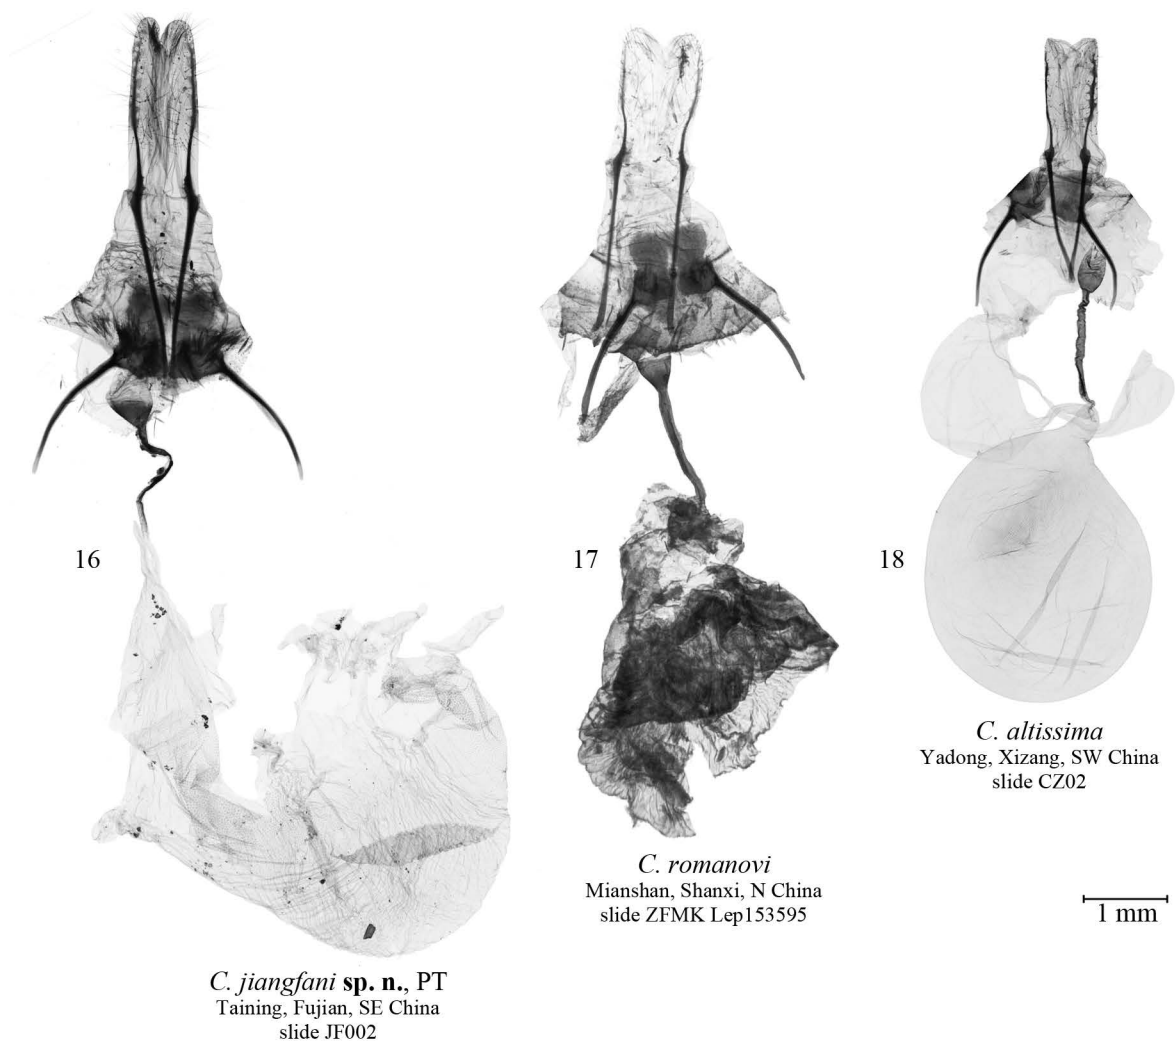 16
17
18
C. altissima
Yadong, Xizang, SW China
slide CZ02
C. romanovi
Mianshan, Shanxi, N China
slide ZFMK Lep153595
1 mm
C. jiangfani sp. n., PT
Taining, Fujian, SE China
slide JF002